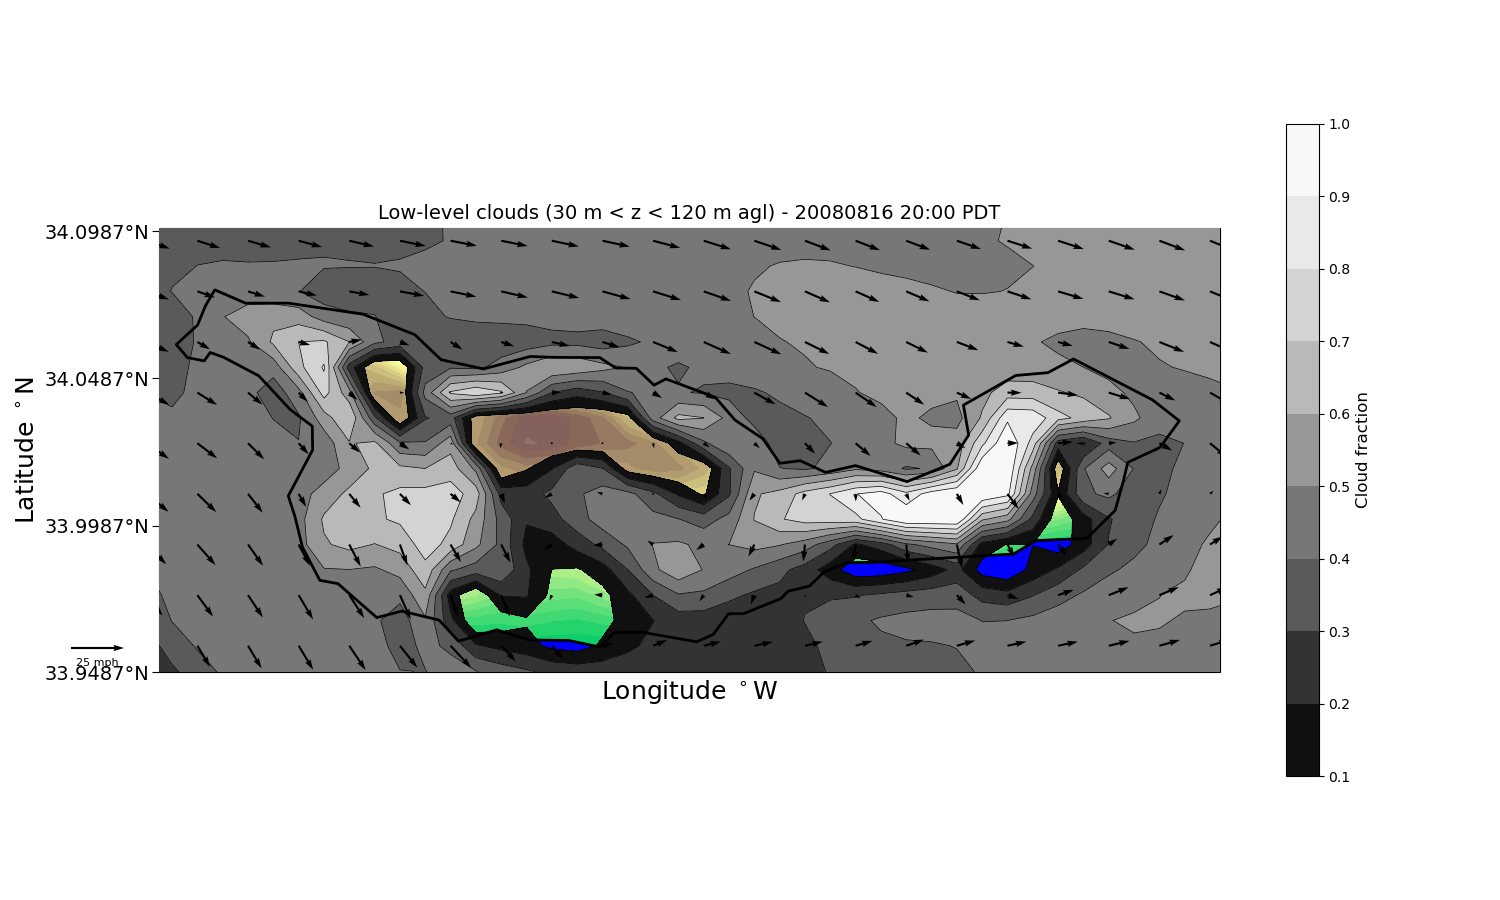 Low-level clouds (30 m < z < 120 m agl) - 20080816 20:00 PDT
34.0987°N
34.0487°N
33.9987°N
33.9487°N
Latitude °N
25 mph
Longitude °W
1.0
0.9
0.8
0.7
0.6
0.5
0.4
0.3
0.2
0.1
Cloud fraction